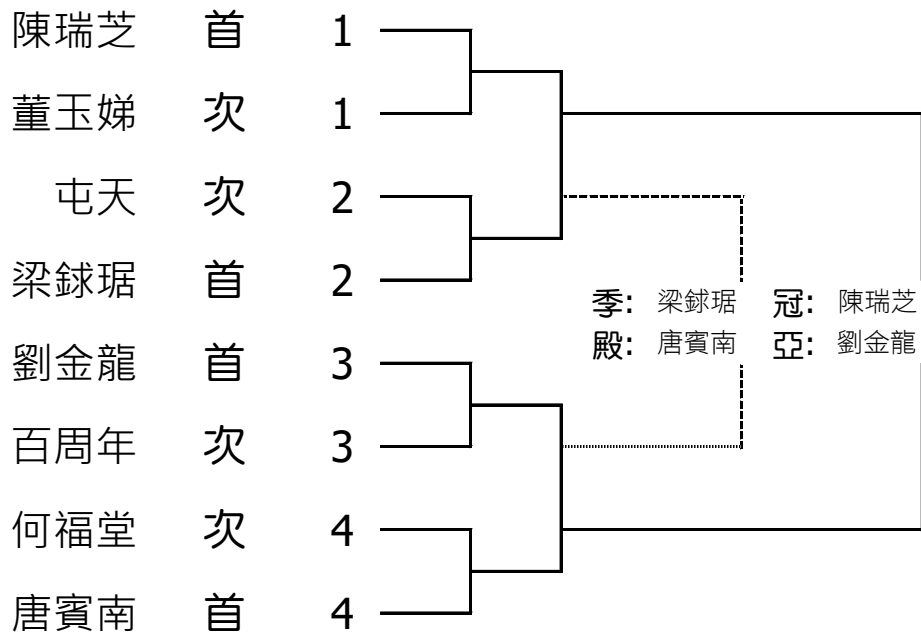 陳瑞芝 首 1
董玉娣 次 1
屯天 次 2
梁銶琚 首 2
季: 梁銶琚 冠: 陳瑞芝
殿: 唐賓南 亞: 劉金龍
劉金龍 首 3
百周年 次 3
何福堂 次 4
唐賓南 首 4